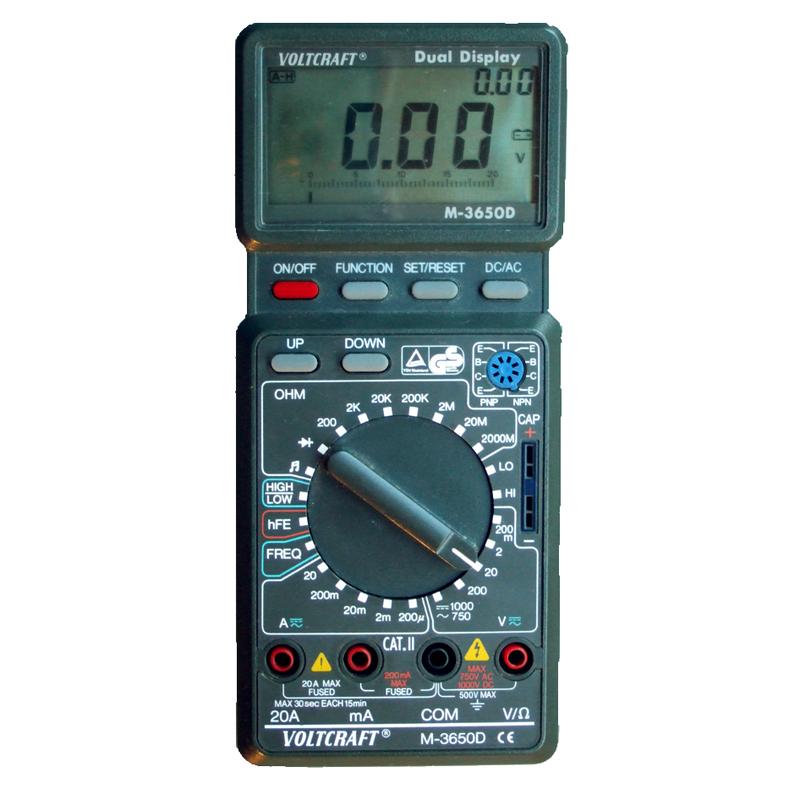 VOLTCRAFT® Dual Display
A-H 0.00
0.00
V
0 5 10 15 20
M-3650D
ON/OFF FUNCTION SET/RESET DC/AC
UP DOWN
GS
E E
B B
C C
E E
PNP NPN
OHM
CAP
+
200 2K 20K 200K 2M 20M 2000M
LO
HI
HIGH
LOW
hFE
FREQ
200
m
2
20
200
20
200m
20m
2m
200µ
⎓ 1000
~ 750
−
A
V
CAT.II
20A MAX
FUSED
200mA
MAX
FUSED
MAX
750V AC
1000V DC
500V MAX
MAX 30sec EACH 15min
20A mA COM V/Ω
VOLTCRAFT® M-3650D CE